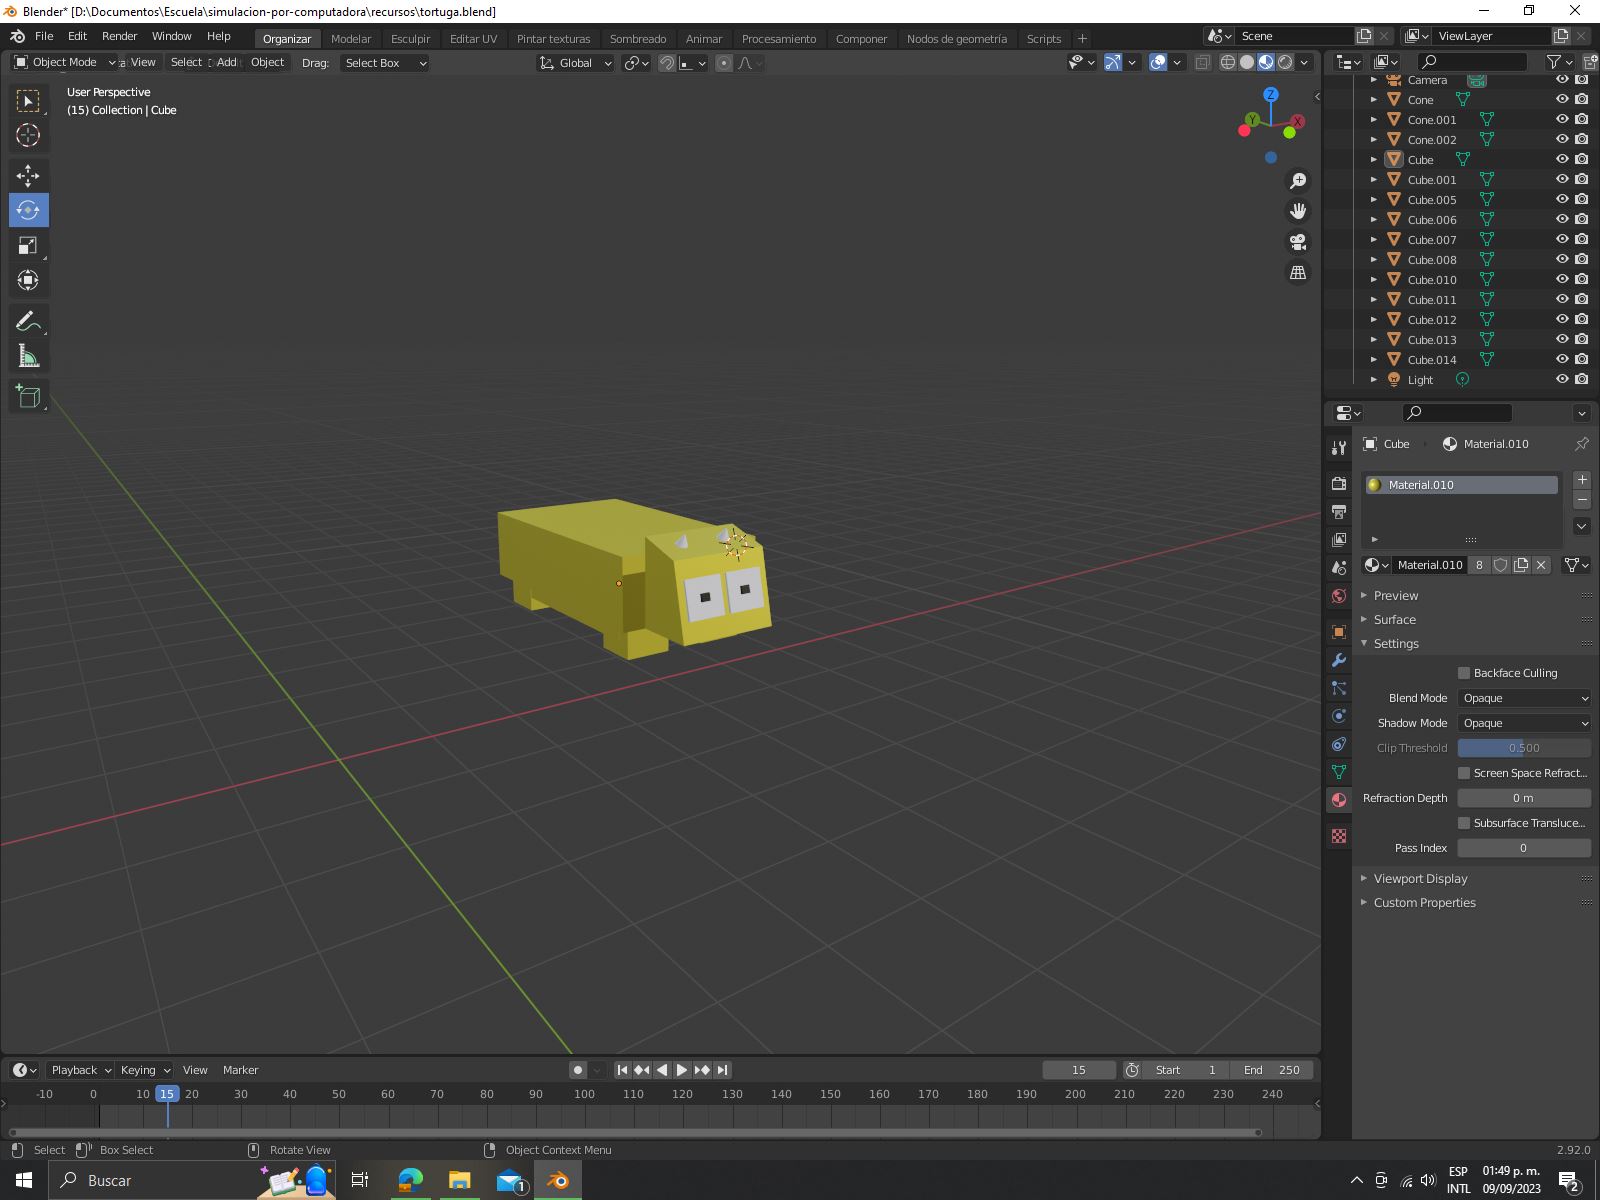 Blender* [D:\Documentos\Escuela\simulacion-por-computadora\recursos\tortuga.blend]
File Edit Render Window Help Organizar Modelar Esculpir Editar UV Pintar texturas Sombreado Animar Procesamiento Componer Nodos de geometría Scripts + Scene ViewLayer
Object Mode View Select Add Object Drag: Select Box Global
User Perspective
(15) Collection | Cube
Z
Y
X
Camera
Cone
Cone.001
Cone.002
Cube
Cube.001
Cube.005
Cube.006
Cube.007
Cube.008
Cube.010
Cube.011
Cube.012
Cube.013
Cube.014
Light
Cube Material.010
Material.010
Material.010 8
Preview
Surface
Settings
Backface Culling
Blend Mode Opaque
Shadow Mode Opaque
Clip Threshold 0.500
Screen Space Refract...
Refraction Depth 0 m
Subsurface Transluce...
Pass Index 0
Viewport Display
Custom Properties
Playback Keying View Marker 15 Start 1 End 250
-10 0 10 15 20 30 40 50 60 70 80 90 100 110 120 130 140 150 160 170 180 190 200 210 220 230 240
Select Box Select Rotate View Object Context Menu 2.92.0
Buscar 1 ESP INTL 01:49 p. m. 09/09/2023 2